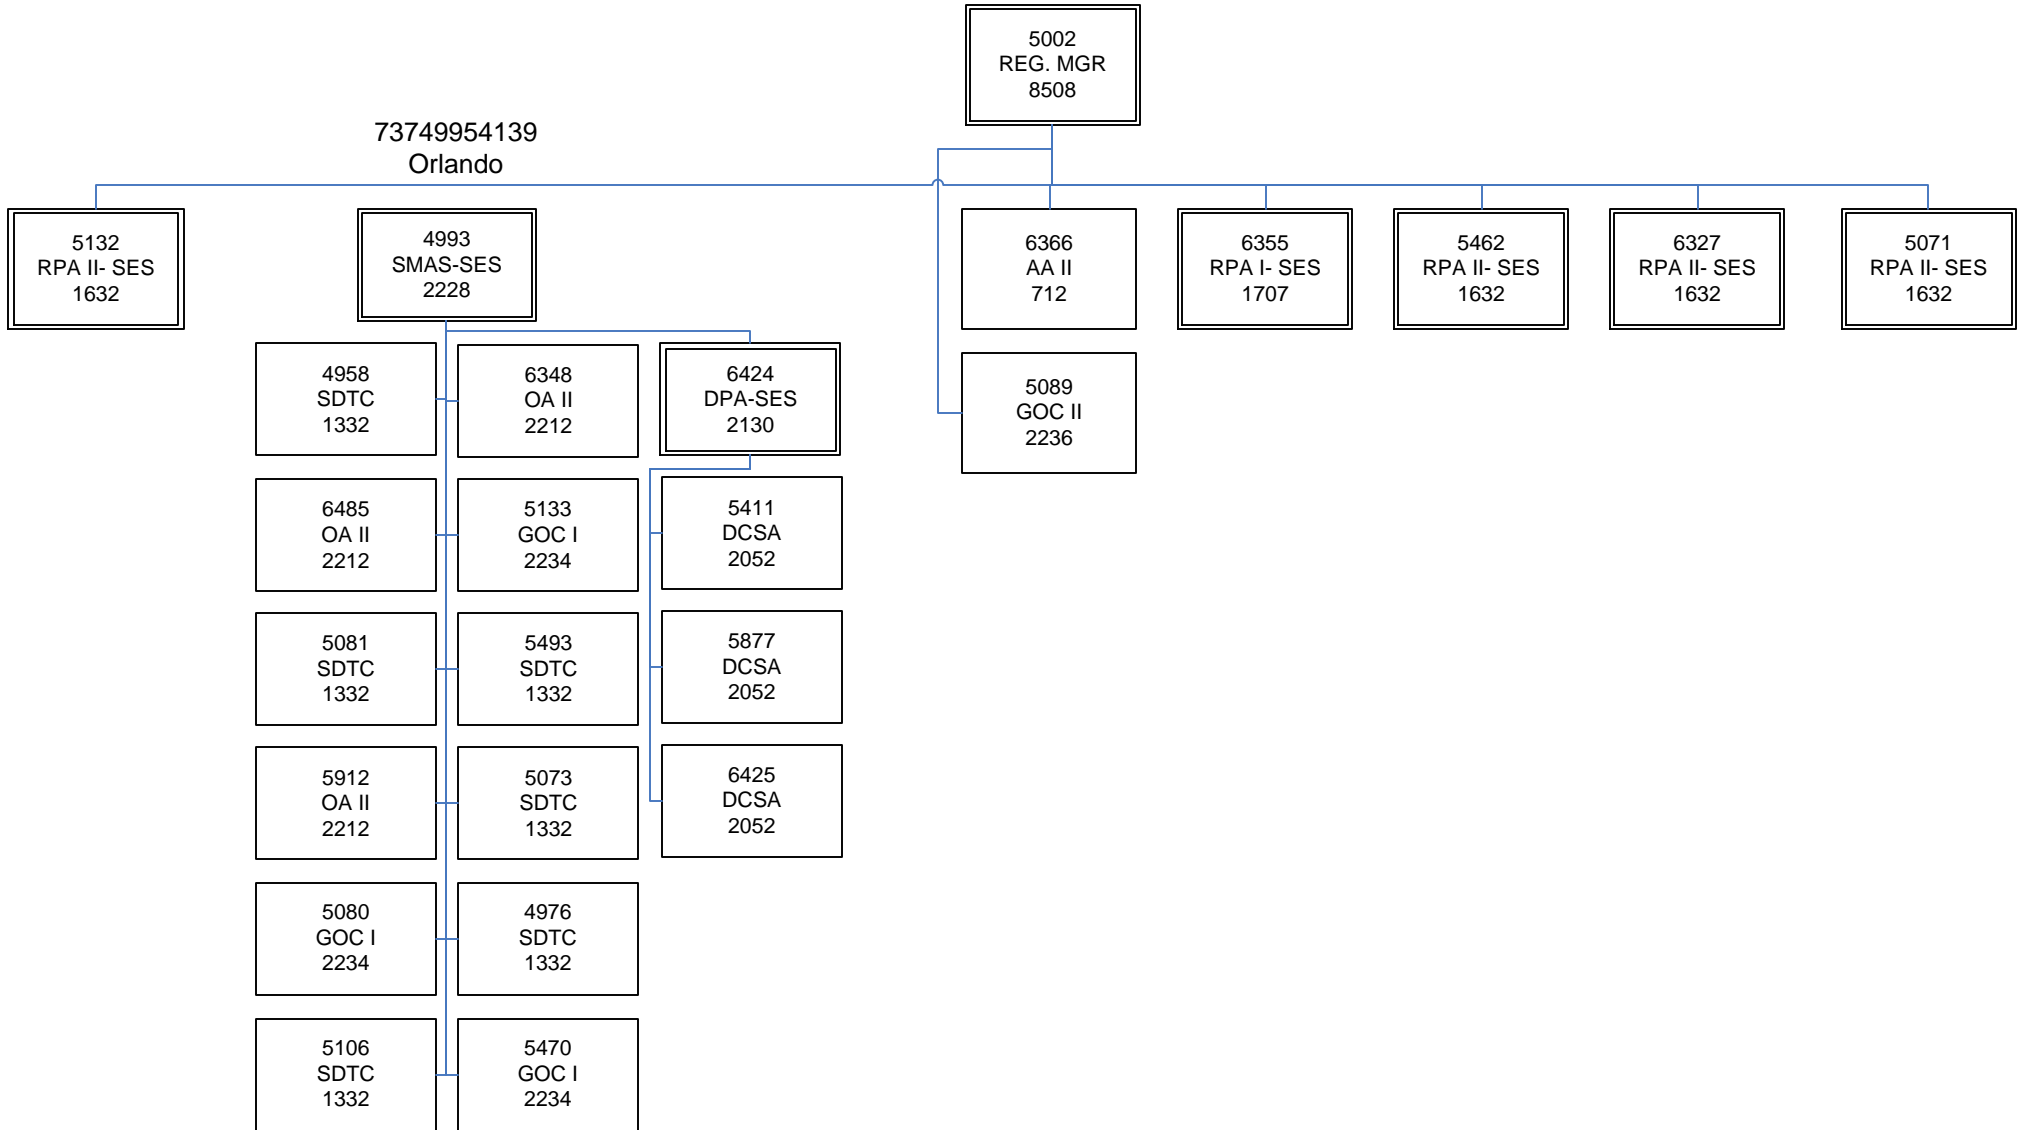 5002
REG. MGR
8508
73749954139
Orlando
5132
RPA II- SES
1632
4993
SMAS-SES
2228
6366
AA II
712
6355
RPA I- SES
1707
5462
RPA II- SES
1632
6327
RPA II- SES
1632
5071
RPA II- SES
1632
4958
SDTC
1332
6348
OA II
2212
6424
DPA-SES
2130
5089
GOC II
2236
6485
OA II
2212
5133
GOC I
2234
5411
DCSA
2052
5081
SDTC
1332
5493
SDTC
1332
5877
DCSA
2052
5912
OA II
2212
5073
SDTC
1332
6425
DCSA
2052
5080
GOC I
2234
4976
SDTC
1332
5106
SDTC
1332
5470
GOC I
2234